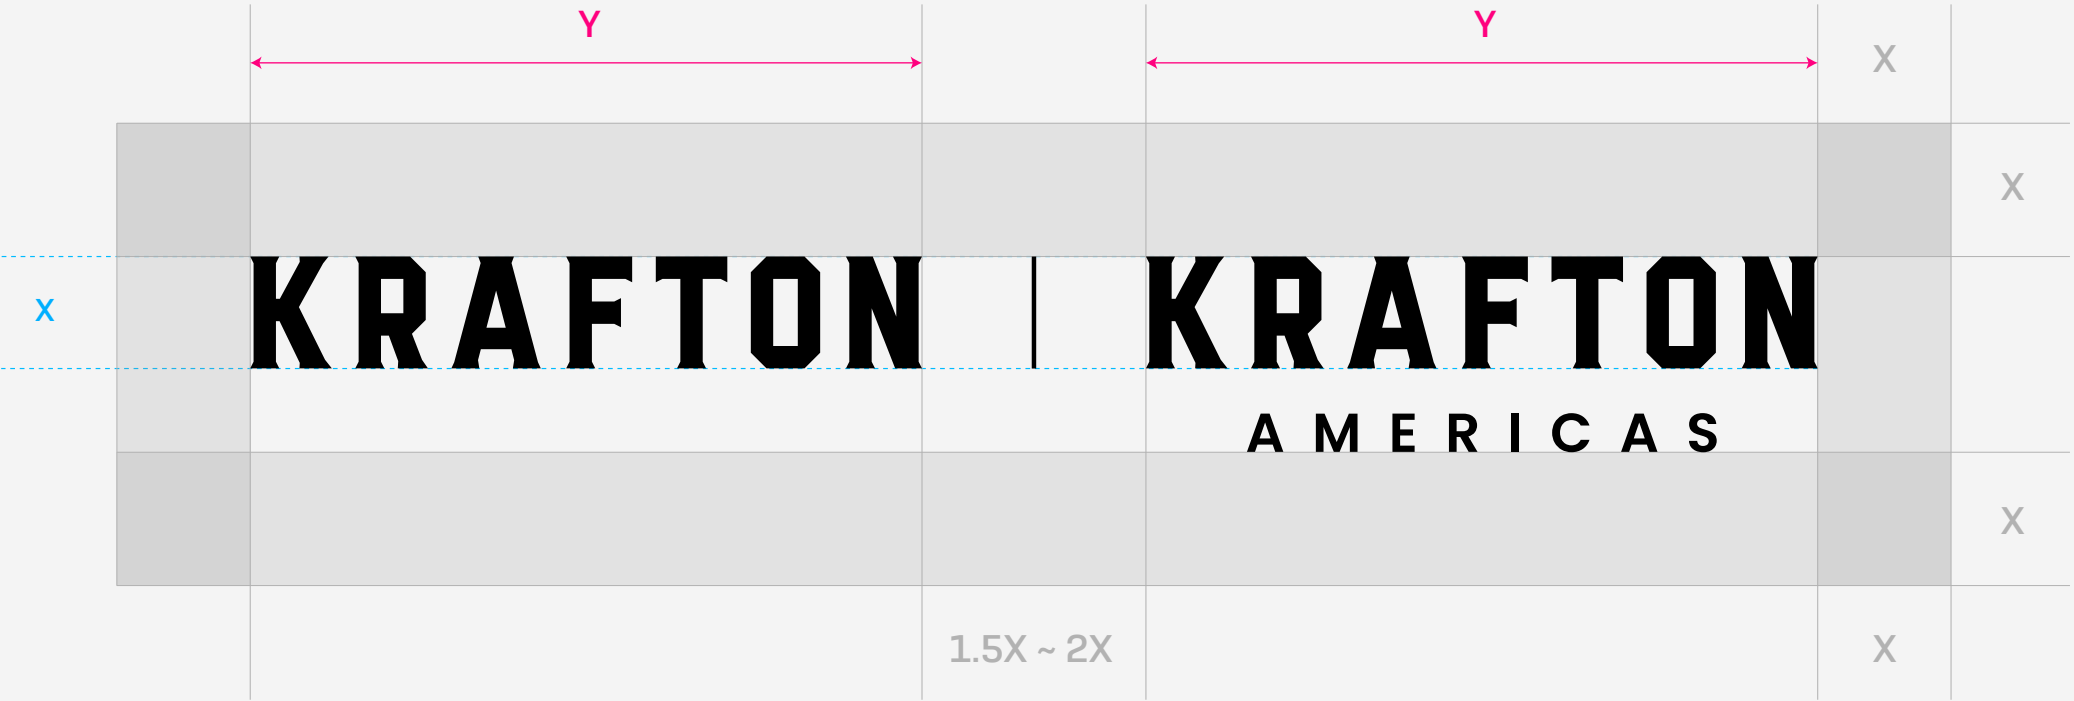 Y Y
X
X
X
KRAFTON | KRAFTON
AMERICAS
X
1.5X ~ 2X
X